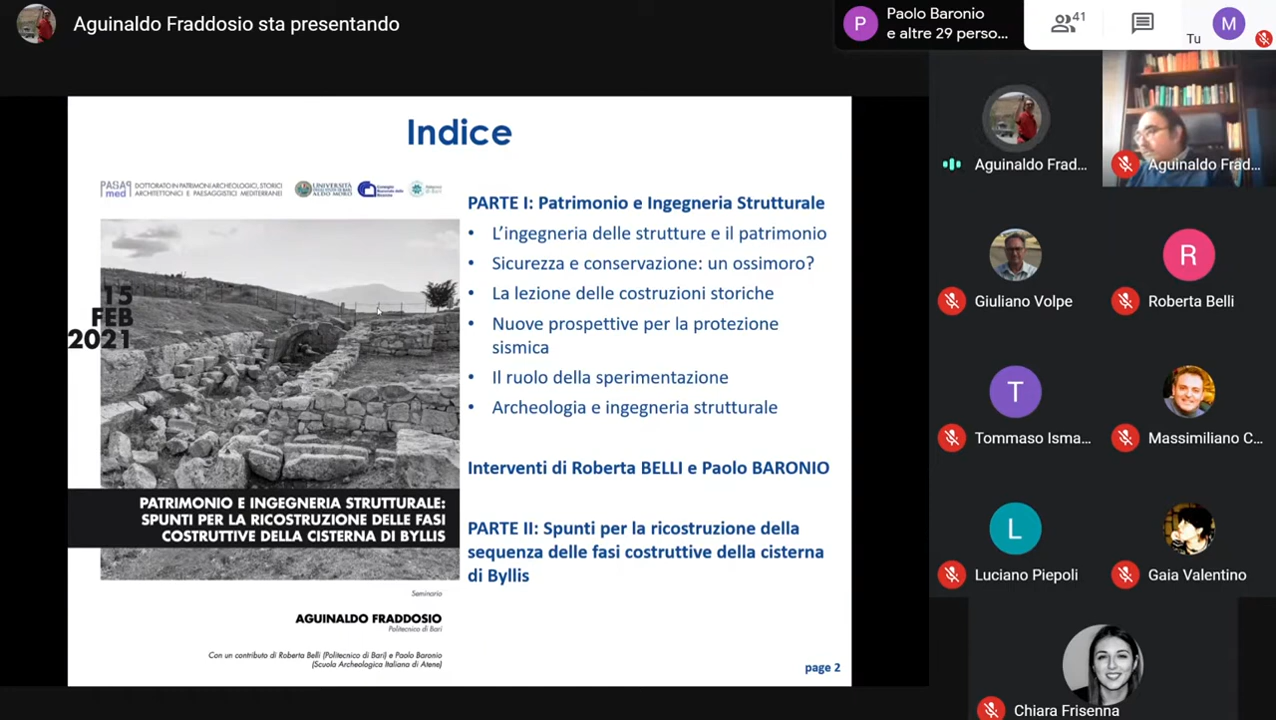 Aguinaldo Fraddosio sta presentando
P
Paolo Baronio
e altre 29 perso...
41
Tu
M
Indice
PASAP
med
DOTTORATO IN PATRIMONI ARCHEOLOGICI, STORICI
ARCHITETTONICI E PAESAGGISTICI MEDITERRANEI
UNIVERSITÀ
ALDO MORO
15
FEB
2021
PATRIMONIO E INGEGNERIA STRUTTURALE:
SPUNTI PER LA RICOSTRUZIONE DELLE FASI
COSTRUTTIVE DELLA CISTERNA DI BYLLIS
Seminario
AGUINALDO FRADDOSIO
Politecnico di Bari
Con un contributo di Roberta Belli (Politecnico di Bari) e Paolo Baronio
(Scuola Archeologica Italiana di Atene)
PARTE I: Patrimonio e Ingegneria Strutturale
• L'ingegneria delle strutture e il patrimonio
• Sicurezza e conservazione: un ossimoro?
• La lezione delle costruzioni storiche
• Nuove prospettive per la protezione
sismica
• Il ruolo della sperimentazione
• Archeologia e ingegneria strutturale
Interventi di Roberta BELLI e Paolo BARONIO
PARTE II: Spunti per la ricostruzione della
sequenza delle fasi costruttive della cisterna
di Byllis
page 2
Aguinaldo Frad...
Aguinaldo Frad...
Giuliano Volpe
R
Roberta Belli
T
Tommaso Isma...
Massimiliano C...
L
Luciano Piepoli
Gaia Valentino
Chiara Frisenna